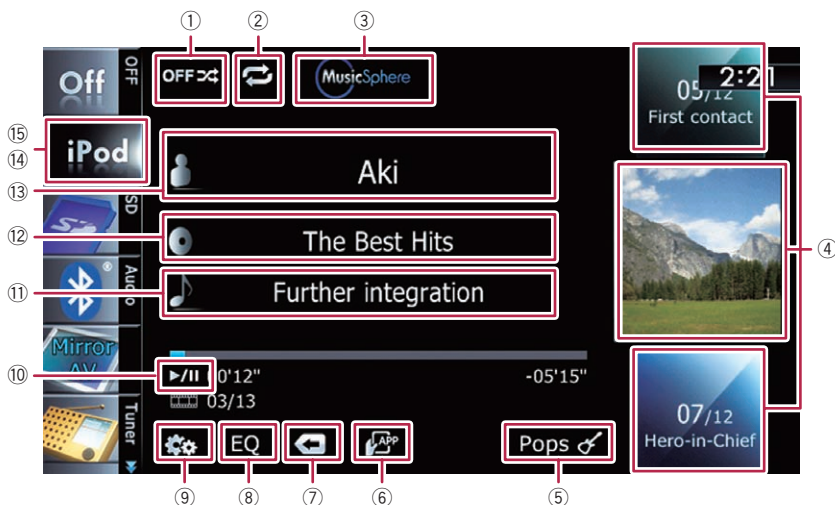 ① ② ③
Off OFF
OFF
MusicSphere
05/12
2:21
First contact
⑮
⑭
iPod
⑬
Aki
SD
④
⑫
The Best Hits
Audio
⑪
Further integration
Mirror
AV
⑩
00'12"
-05'15"
03/13
Tuner
07/12
Hero-in-Chief
EQ
APP
Pops
⑨ ⑧ ⑦ ⑥ ⑤